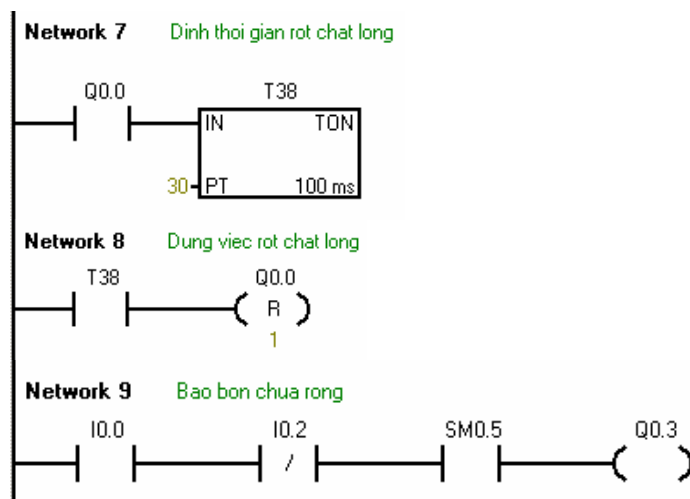 Network 7 Dinh thoi gian rot chat long
Q0.0 T38
IN TON
30 PT 100 ms
Network 8 Dung viec rot chat long
T38 Q0.0
R
1
Network 9 Bao bon chua rong
I0.0 I0.2 SM0.5 Q0.3
/